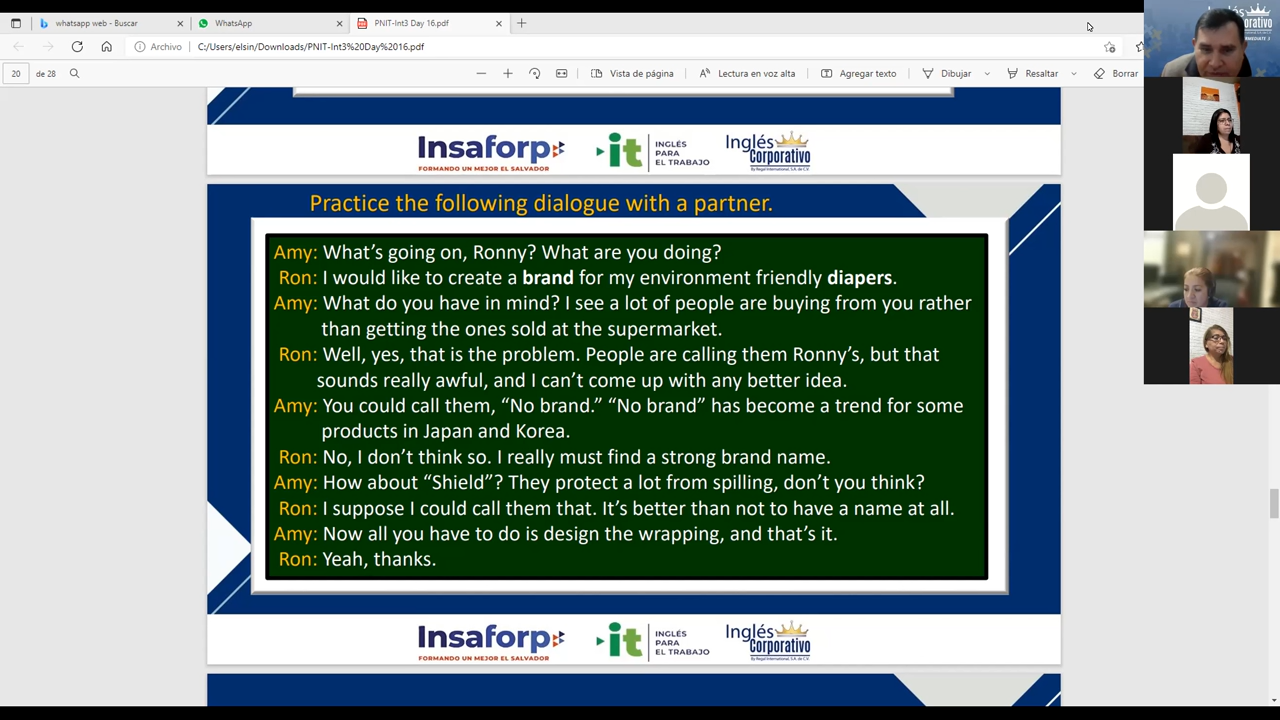 whatsapp web - Buscar
WhatsApp
PNIT-Int3 Day 16.pdf
Archivo
C:/Users/elsin/Downloads/PNIT-Int3%20Day%2016.pdf
20
de 28
Vista de página
Lectura en voz alta
Agregar texto
Dibujar
Resaltar
Borrar
Inglés
Corporativo
Insaforp
FORMANDO UN MEJOR EL SALVADOR
it
INGLÉS
PARA
EL TRABAJO
Inglés
Corporativo
By Regal International, S.A. de C.V.
Practice the following dialogue with a partner.
Amy: What's going on, Ronny? What are you doing?
Ron: I would like to create a brand for my environment friendly diapers.
Amy: What do you have in mind? I see a lot of people are buying from you rather
than getting the ones sold at the supermarket.
Ron: Well, yes, that is the problem. People are calling them Ronny's, but that
sounds really awful, and I can't come up with any better idea.
Amy: You could call them, “No brand.” “No brand” has become a trend for some
products in Japan and Korea.
Ron: No, I don't think so. I really must find a strong brand name.
Amy: How about “Shield”? They protect a lot from spilling, don't you think?
Ron: I suppose I could call them that. It's better than not to have a name at all.
Amy: Now all you have to do is design the wrapping, and that's it.
Ron: Yeah, thanks.
Insaforp
FORMANDO UN MEJOR EL SALVADOR
it
INGLÉS
PARA
EL TRABAJO
Inglés
Corporativo
By Regal International, S.A. de C.V.